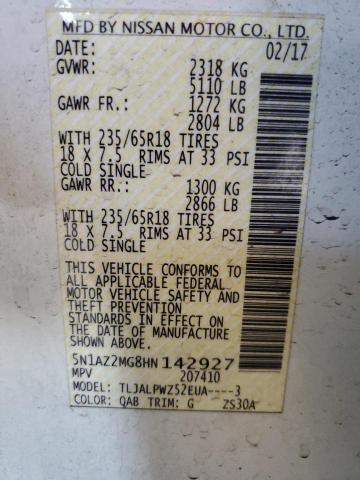 MFD BY NISSAN MOTOR CO., LTD.
DATE: 02/17
GVWR: 2318 KG
5110 LB
GAWR FR.: 1272 KG
2804 LB
WITH 235/65R18 TIRES
18 X 7.5 RIMS AT 33 PSI
COLD SINGLE
GAWR RR.: 1300 KG
2866 LB
WITH 235/65R18 TIRES
18 X 7.5 RIMS AT 33 PSI
COLD SINGLE
THIS VEHICLE CONFORMS TO
ALL APPLICABLE FEDERAL
MOTOR VEHICLE SAFETY AND
THEFT PREVENTION
STANDARDS IN EFFECT ON
THE DATE OF MANUFACTURE
SHOWN ABOVE.
5N1AZ2MG8HN 142927
MPV 207410
MODEL: TLJALPWZ52EUA----3
COLOR: QAB TRIM: G ZS30A